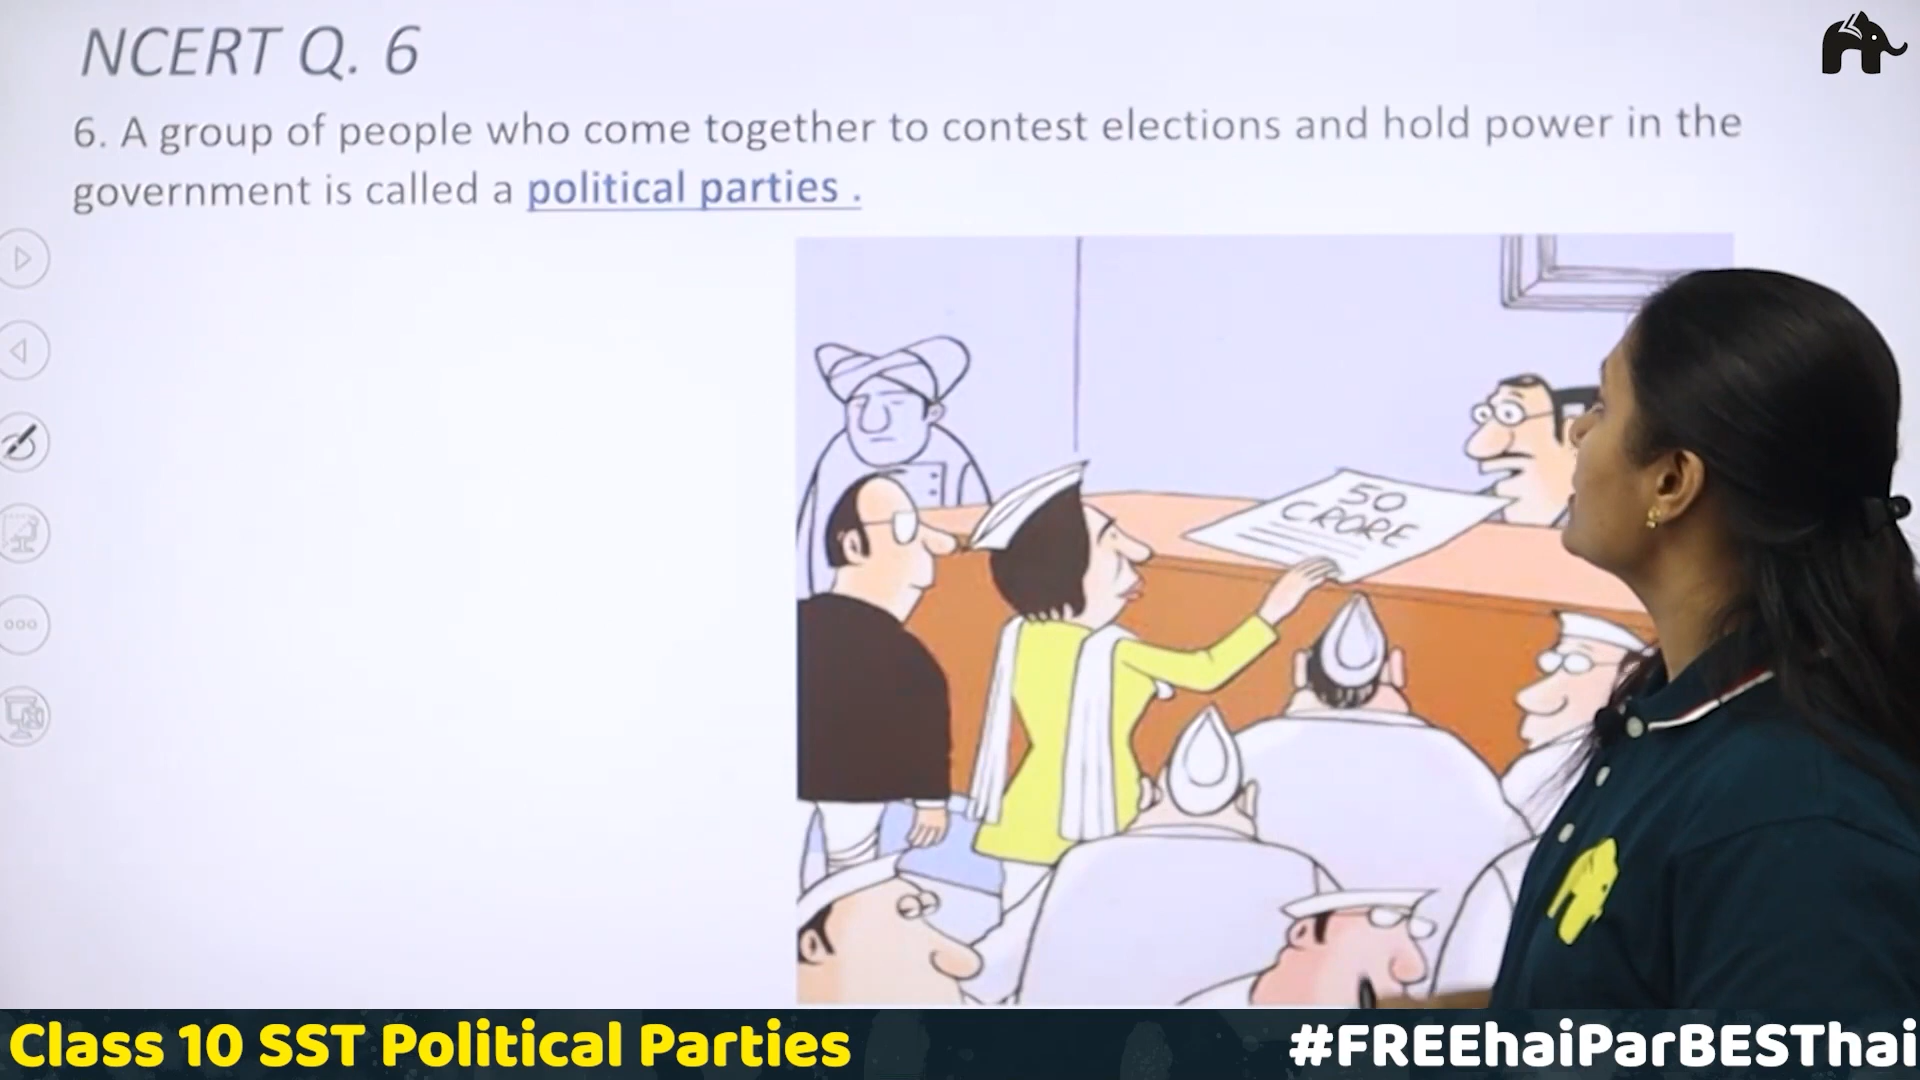 NCERT Q. 6
6. A group of people who come together to contest elections and hold power in the
government is called a political parties .
50
CRORE
Class 10 SST Political Parties
#FREEhaiParBESThai